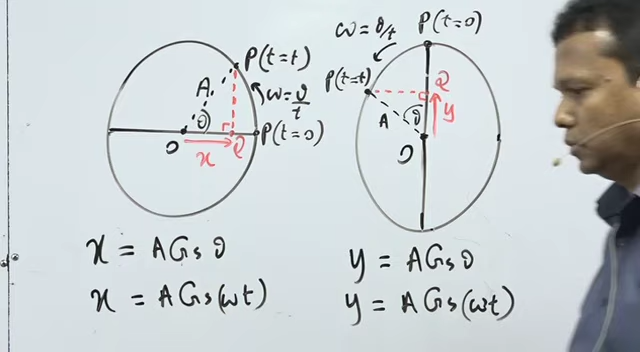 P(t=t)
A
θ
ω=θ/t
P(t=0)
O
x
Q
x = A Cos θ
x = A Cos(ωt)
ω = θ/t
P(t=0)
P(t=t)
Q
A
θ
y
O
y = A Cos θ
y = A Cos(ωt)